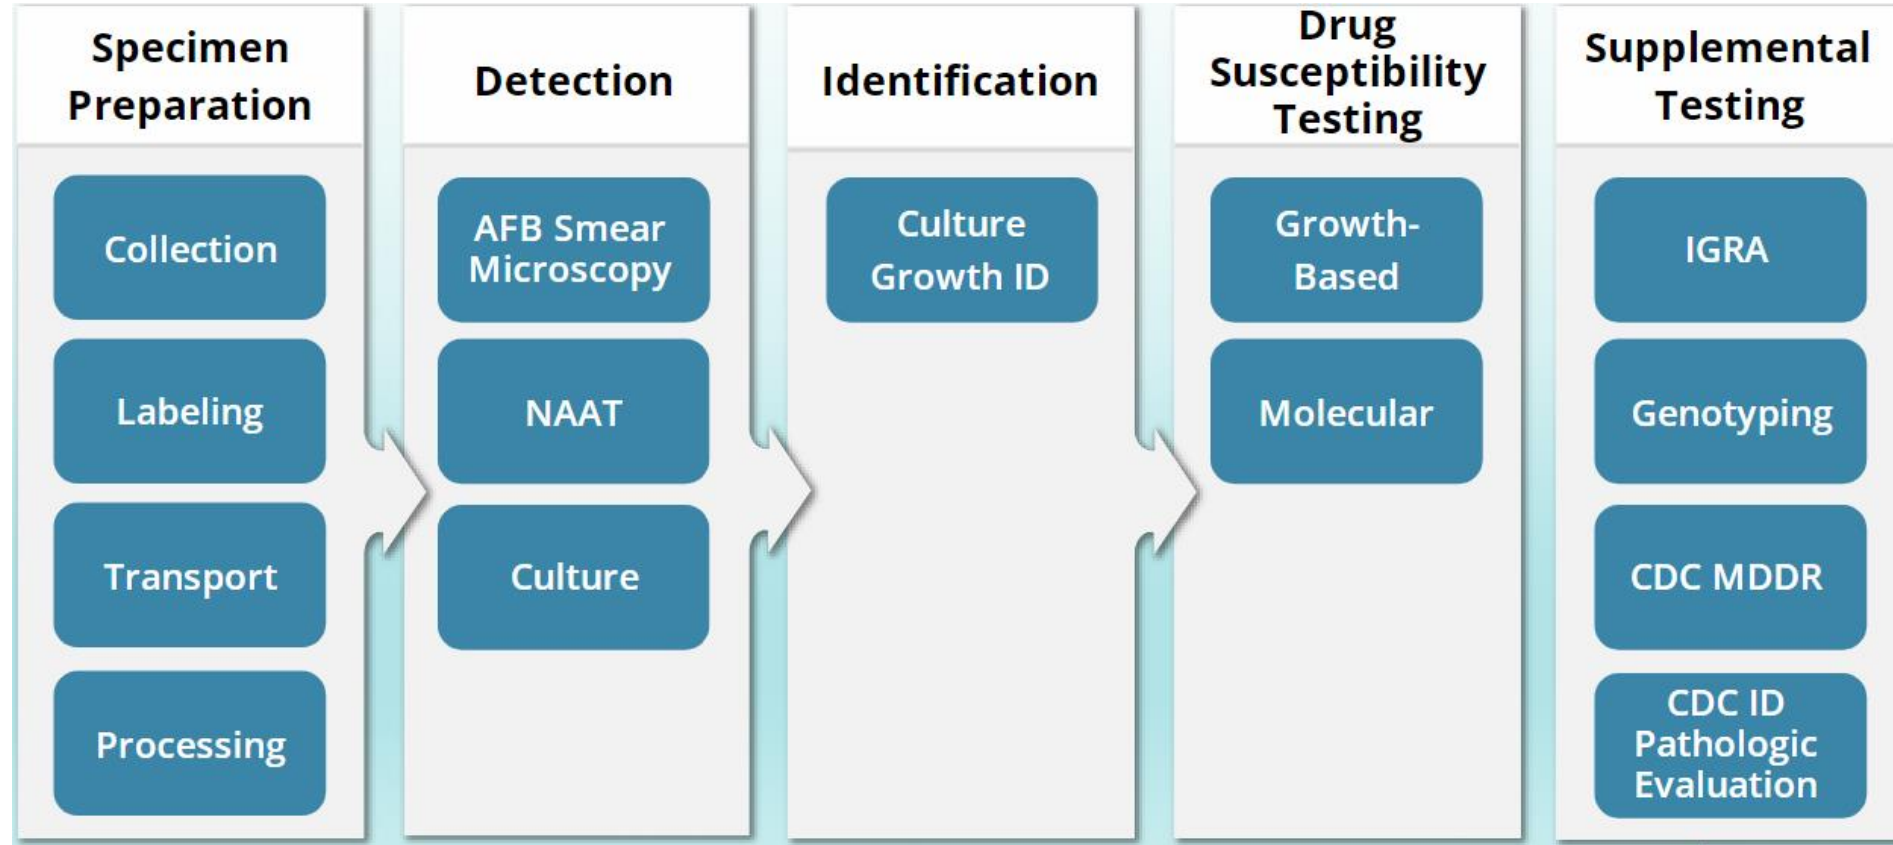 Specimen
Preparation
Collection
Labeling
Transport
Processing
Detection
AFB Smear
Microscopy
NAAT
Culture
Identification
Culture
Growth ID
Drug
Susceptibility
Testing
Growth-
Based
Molecular
Supplemental
Testing
IGRA
Genotyping
CDC MDDR
CDC ID
Pathologic
Evaluation